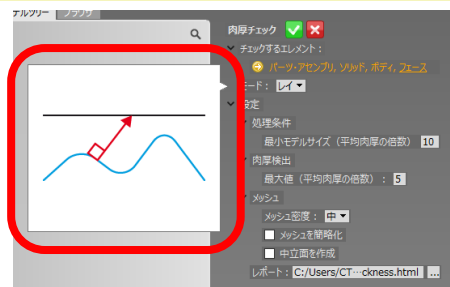 デルツリー ブラウザ
肉厚チェック
チェックするエレメント：
パーツ・アセンブリ, ソリッド, ボディ, フェース
モード： レイ
設定
処理条件
最小モデルサイズ（平均肉厚の倍数） 10
肉厚検出
最大値（平均肉厚の倍数）： 5
メッシュ
メッシュ密度： 中
メッシュを簡略化
中立面を作成
レポート： C:/Users/CT…ckness.html ...